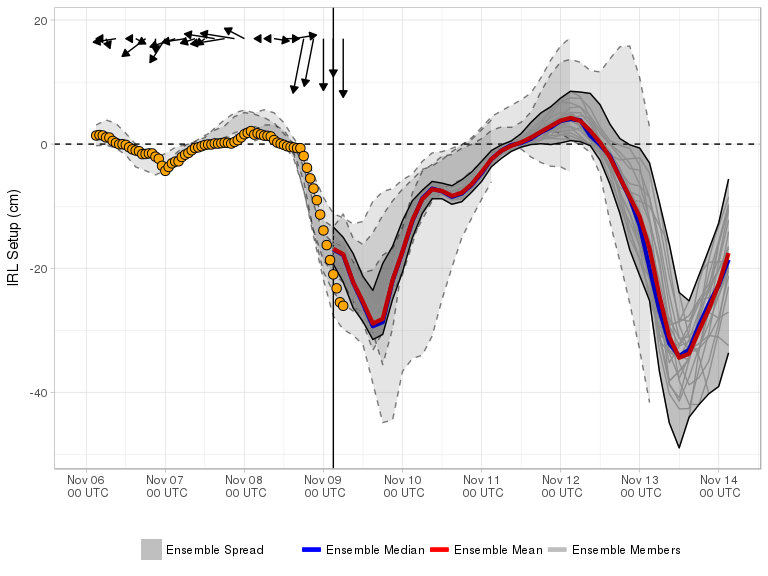 20
0
-20
-40
IRL Setup (cm)
Nov 06 Nov 07 Nov 08 Nov 09 Nov 10 Nov 11 Nov 12 Nov 13 Nov 14
00 UTC 00 UTC 00 UTC 00 UTC 00 UTC 00 UTC 00 UTC 00 UTC 00 UTC
Ensemble Spread Ensemble Median Ensemble Mean Ensemble Members